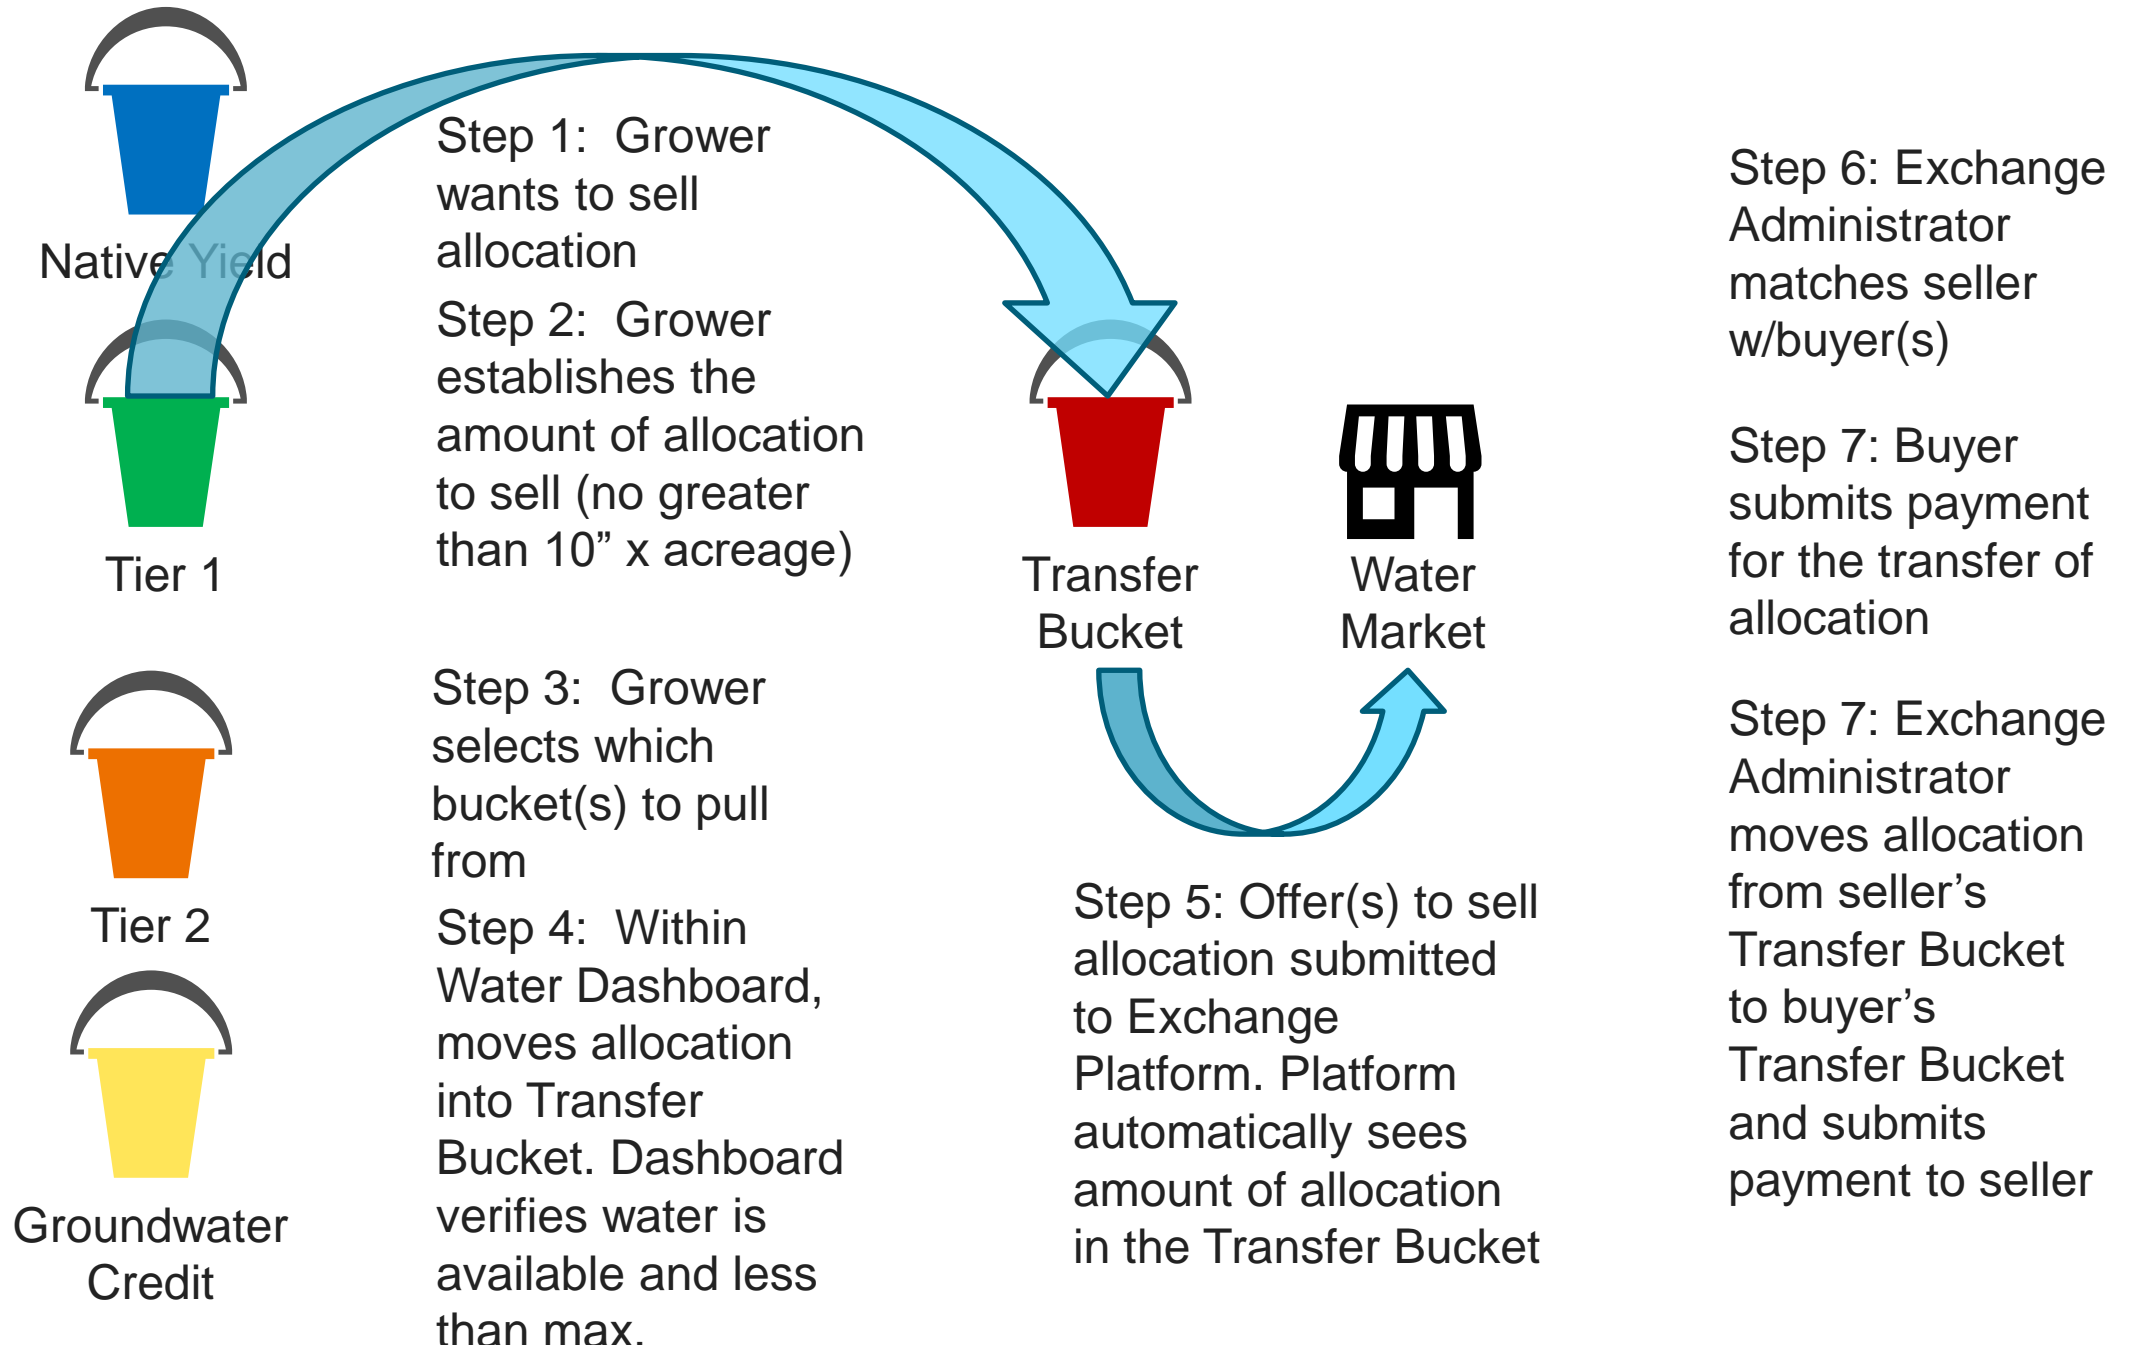 Native Yield
Tier 1
Tier 2
Groundwater
Credit
Step 1:  Grower
wants to sell
allocation
Step 2:  Grower
establishes the
amount of allocation
to sell (no greater
than 10” x acreage)
Step 3:  Grower
selects which
bucket(s) to pull
from
Step 4:  Within
Water Dashboard,
moves allocation
into Transfer
Bucket. Dashboard
verifies water is
available and less
than max.
Transfer
Bucket
Water
Market
Step 5: Offer(s) to sell
allocation submitted
to Exchange
Platform. Platform
automatically sees
amount of allocation
in the Transfer Bucket
Step 6: Exchange
Administrator
matches seller
w/buyer(s)
Step 7: Buyer
submits payment
for the transfer of
allocation
Step 7: Exchange
Administrator
moves allocation
from seller’s
Transfer Bucket
to buyer’s
Transfer Bucket
and submits
payment to seller